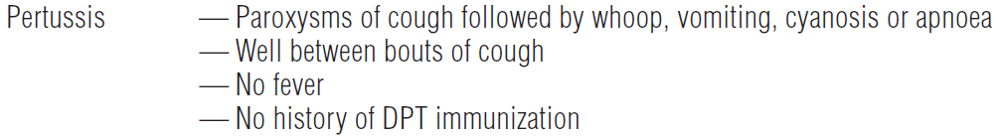 Pertussis — Paroxysms of cough followed by whoop, vomiting, cyanosis or apnoea
— Well between bouts of cough
— No fever
— No history of DPT immunization